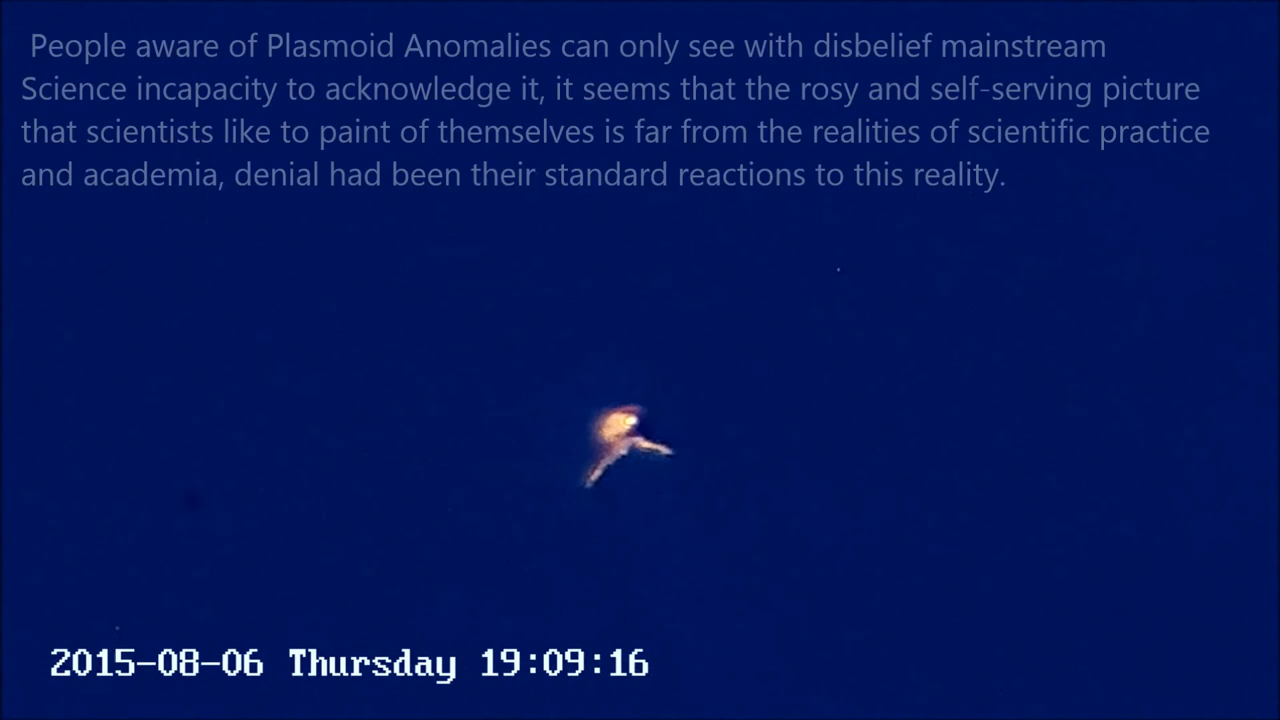 People aware of Plasmoid Anomalies can only see with disbelief mainstream
Science incapacity to acknowledge it, it seems that the rosy and self-serving picture
that scientists like to paint of themselves is far from the realities of scientific practice
and academia, denial had been their standard reactions to this reality.
2015-08-06 Thursday 19:09:16